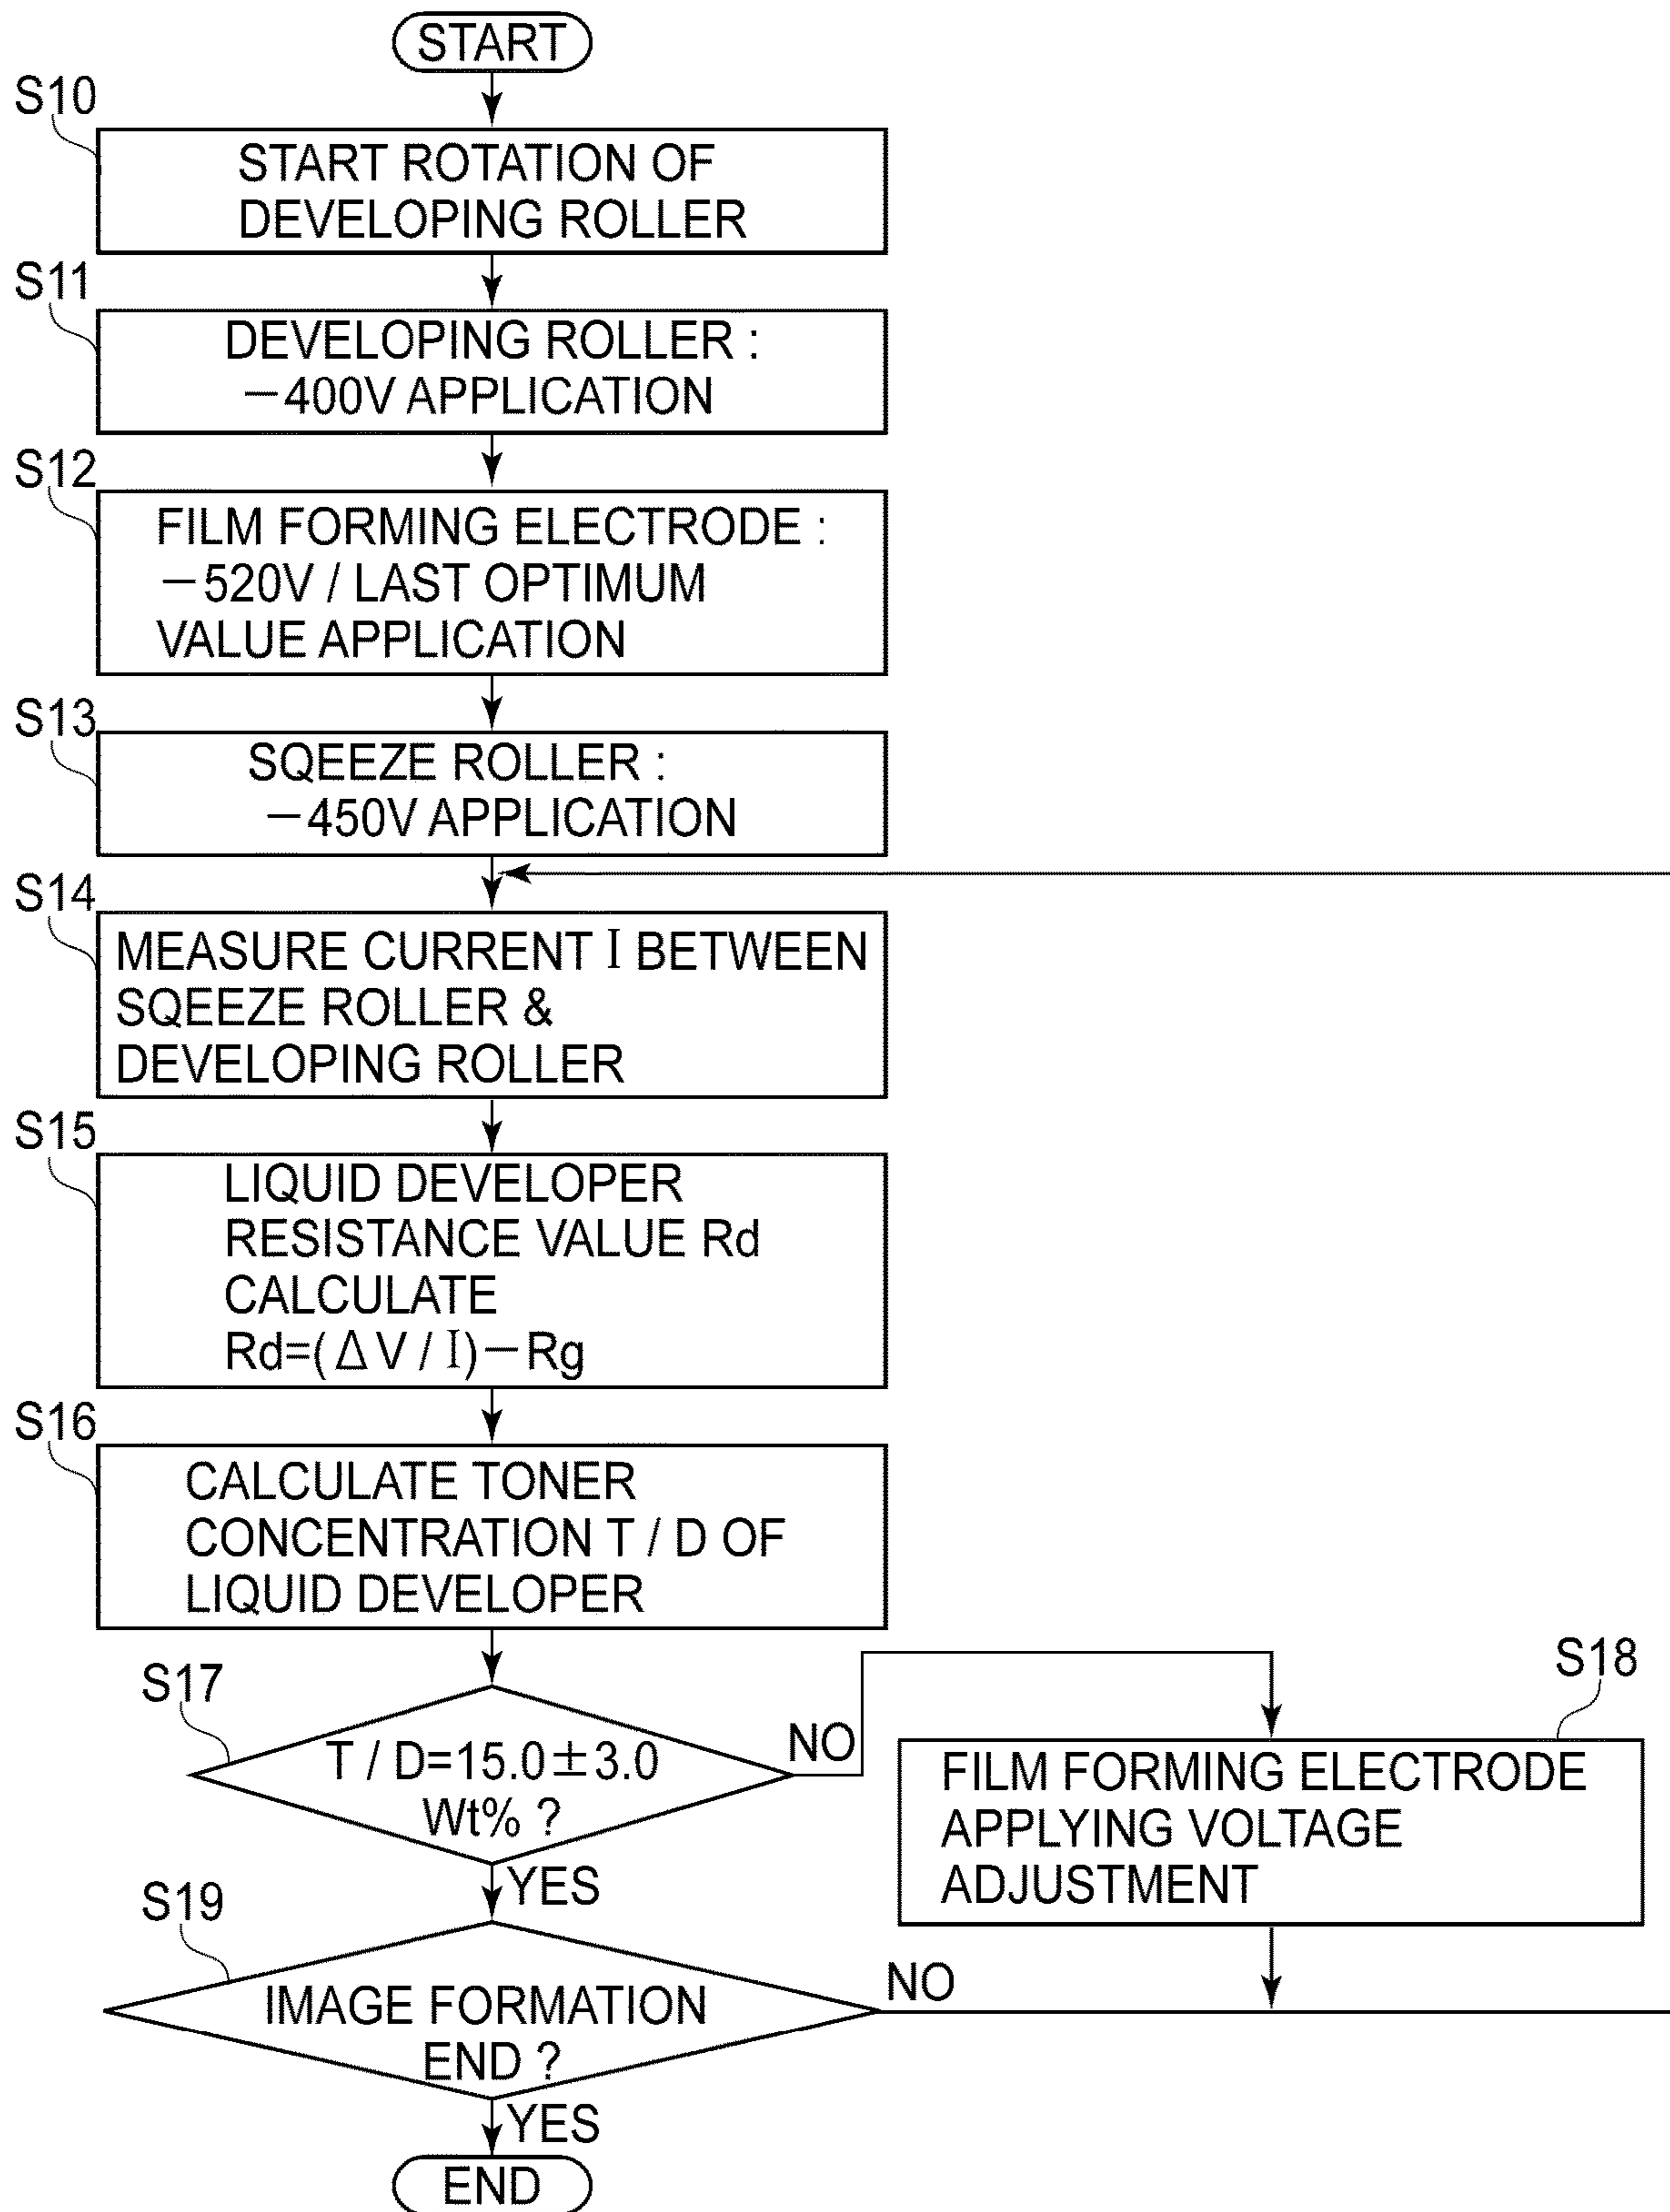 START
S10
START ROTATION OF
DEVELOPING ROLLER
S11
DEVELOPING ROLLER :
−400V APPLICATION
S12
FILM FORMING ELECTRODE :
−520V / LAST OPTIMUM
VALUE APPLICATION
S13
SQEEZE ROLLER :
−450V APPLICATION
S14
MEASURE CURRENT I BETWEEN
SQEEZE ROLLER &
DEVELOPING ROLLER
S15
LIQUID DEVELOPER
RESISTANCE VALUE Rd
CALCULATE
Rd=(ΔV / I)−Rg
S16
CALCULATE TONER
CONCENTRATION T / D OF
LIQUID DEVELOPER
S17
T / D=15.0±3.0
Wt% ?
NO
YES
S18
FILM FORMING ELECTRODE
APPLYING VOLTAGE
ADJUSTMENT
S19
IMAGE FORMATION
END ?
NO
YES
END